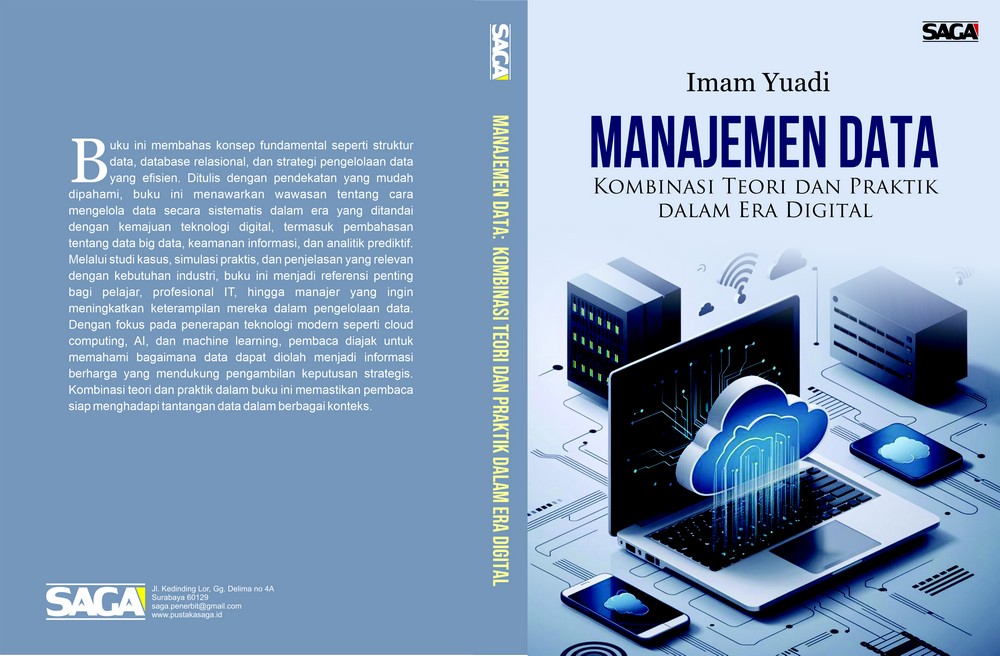 Buku ini membahas konsep fundamental seperti struktur
data, database relasional, dan strategi pengelolaan data
yang efisien. Ditulis dengan pendekatan yang mudah
dipahami, buku ini menawarkan wawasan tentang cara
mengelola data secara sistematis dalam era yang ditandai
dengan kemajuan teknologi digital, termasuk pembahasan
tentang data big data, keamanan informasi, dan analitik prediktif.
Melalui studi kasus, simulasi praktis, dan penjelasan yang relevan
dengan kebutuhan industri, buku ini menjadi referensi penting
bagi pelajar, profesional IT, hingga manajer yang ingin
meningkatkan keterampilan mereka dalam pengelolaan data.
Dengan fokus pada penerapan teknologi modern seperti cloud
computing, AI, dan machine learning, pembaca diajak untuk
memahami bagaimana data dapat diolah menjadi informasi
berharga yang mendukung pengambilan keputusan strategis.
Kombinasi teori dan praktik dalam buku ini memastikan pembaca
siap menghadapi tantangan data dalam berbagai konteks.
SAGA
Jl. Kedinding Lor, Gg. Delima no 4A
Surabaya 60129
saga.penerbit@gmail.com
www.pustakasaga.id
SAGA
MANAJEMEN DATA: KOMBINASI TEORI DAN PRAKTIK DALAM ERA DIGITAL
SAGA
Imam Yuadi
MANAJEMEN DATA
KOMBINASI TEORI DAN PRAKTIK
DALAM ERA DIGITAL